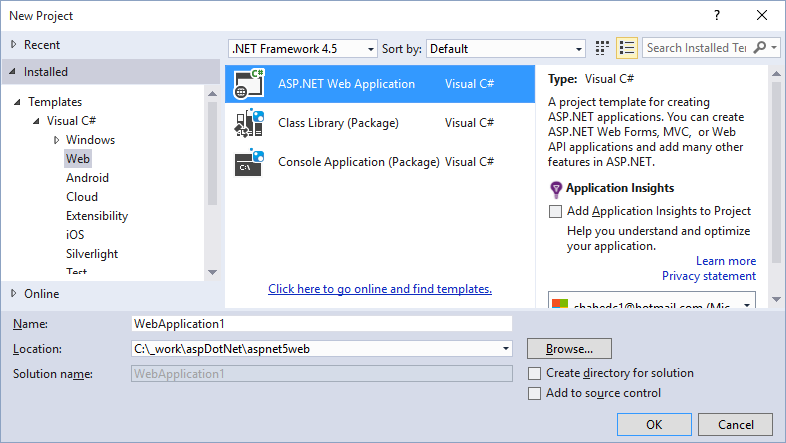 New Project
Recent
.NET Framework 4.5
Sort by:
Default
Search Installed Te
Installed
Templates
Visual C#
Windows
Web
Android
Cloud
Extensibility
iOS
Silverlight
Test
Online
C#
ASP.NET Web Application
Visual C#
Class Library (Package)
Visual C#
C:\
Console Application (Package)
Visual C#
Click here to go online and find templates.
Type: Visual C#
A project template for creating
ASP.NET applications. You can create
ASP.NET Web Forms, MVC, or Web
API applications and add many other
features in ASP.NET.
Application Insights
Add Application Insights to Project
Help you understand and optimize
your application.
Learn more
Privacy statement
shahedc1@hotmail.com (Mic
Name:
WebApplication1
Location:
C:\_work\aspDotNet\aspnet5web
Browse...
Solution name:
WebApplication1
Create directory for solution
Add to source control
OK
Cancel